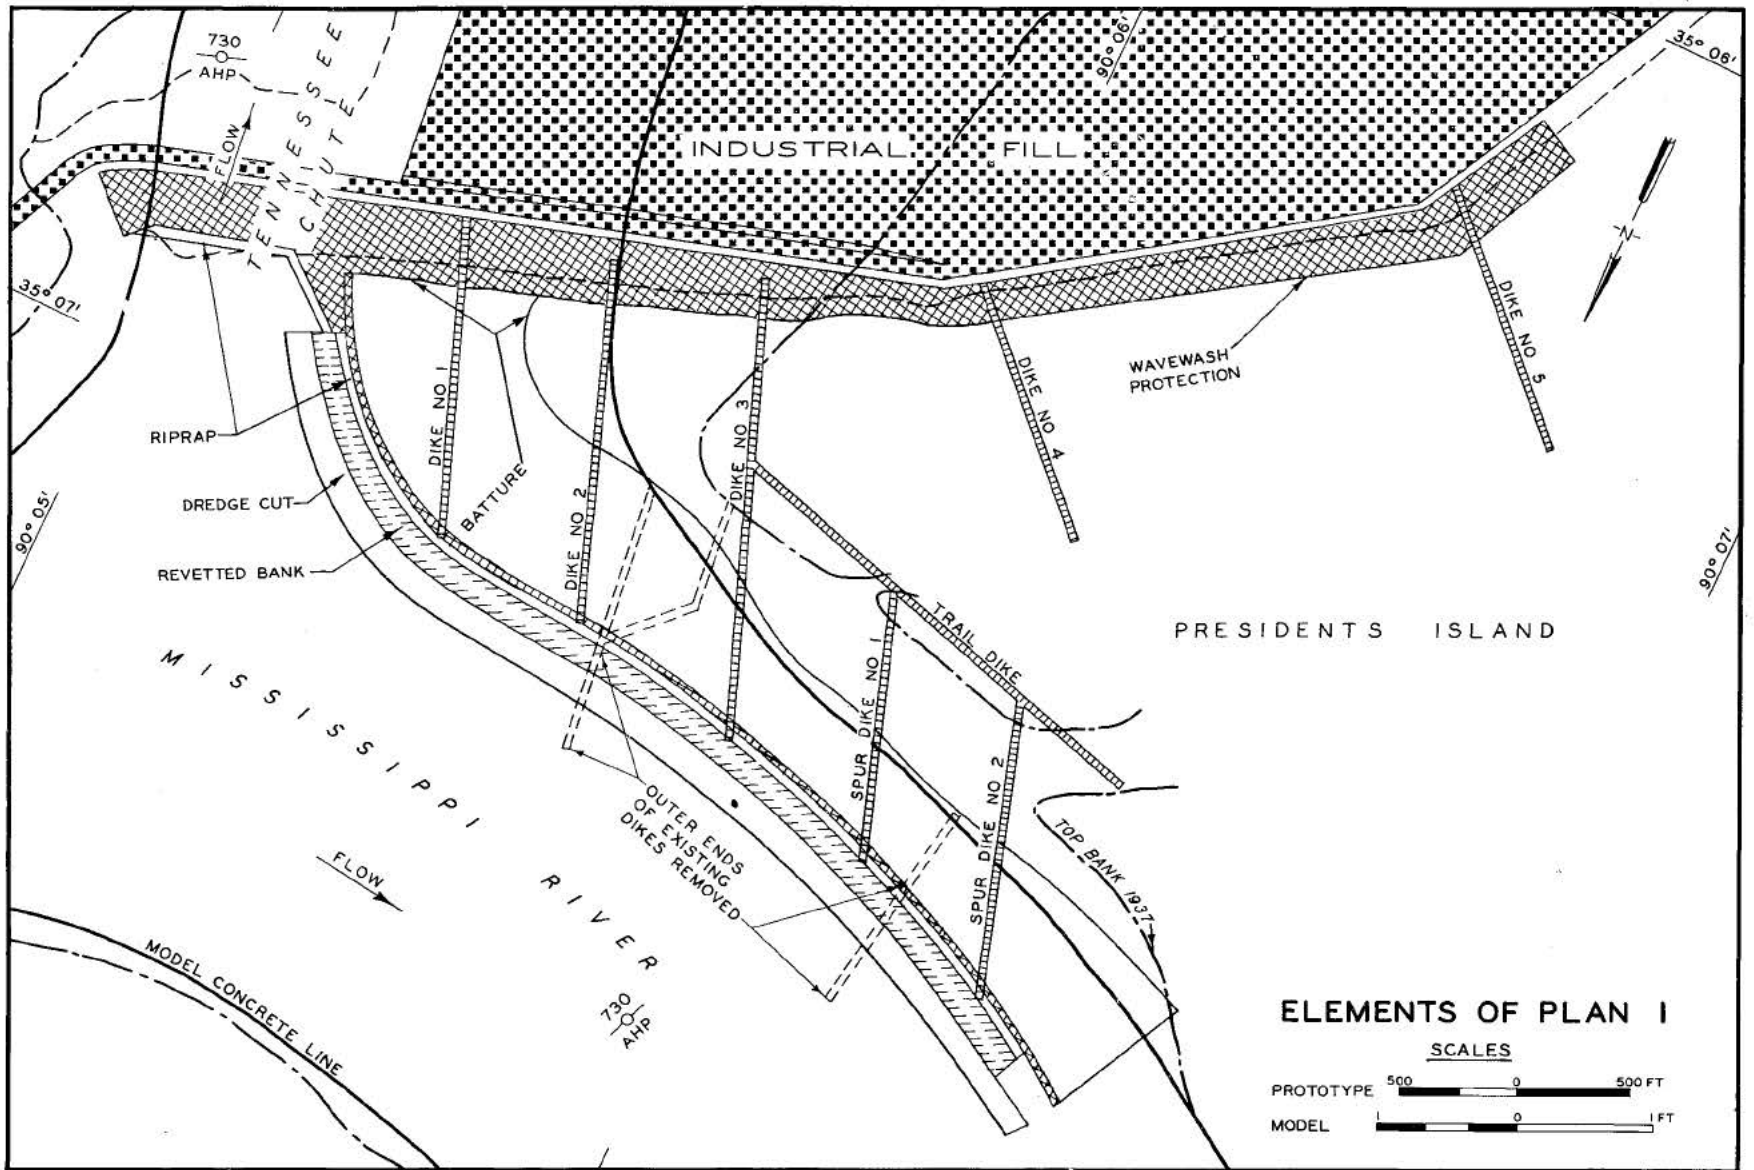 730
AHP
TENNESSEE
CHUTE
FLOW
90° 06'
35° 06'
INDUSTRIAL FILL
N
35° 07'
DIKE NO 5
WAVEWASH
PROTECTION
DIKE NO 4
DIKE NO 3
DIKE NO 1
RIPRAP
BATTURE
DIKE NO 2
DREDGE CUT
90° 05'
REVETTED BANK
90° 07'
PRESIDENTS ISLAND
TRAIL DIKE
SPUR DIKE NO 1
MISSISSIPPI RIVER
SPUR DIKE NO 2
OUTER ENDS
OF EXISTING
DIKES REMOVED
TOP BANK 1937
FLOW
MODEL CONCRETE LINE
730
AHP
ELEMENTS OF PLAN 1
SCALES
PROTOTYPE 500 0 500 FT
MODEL 1 0 1 FT